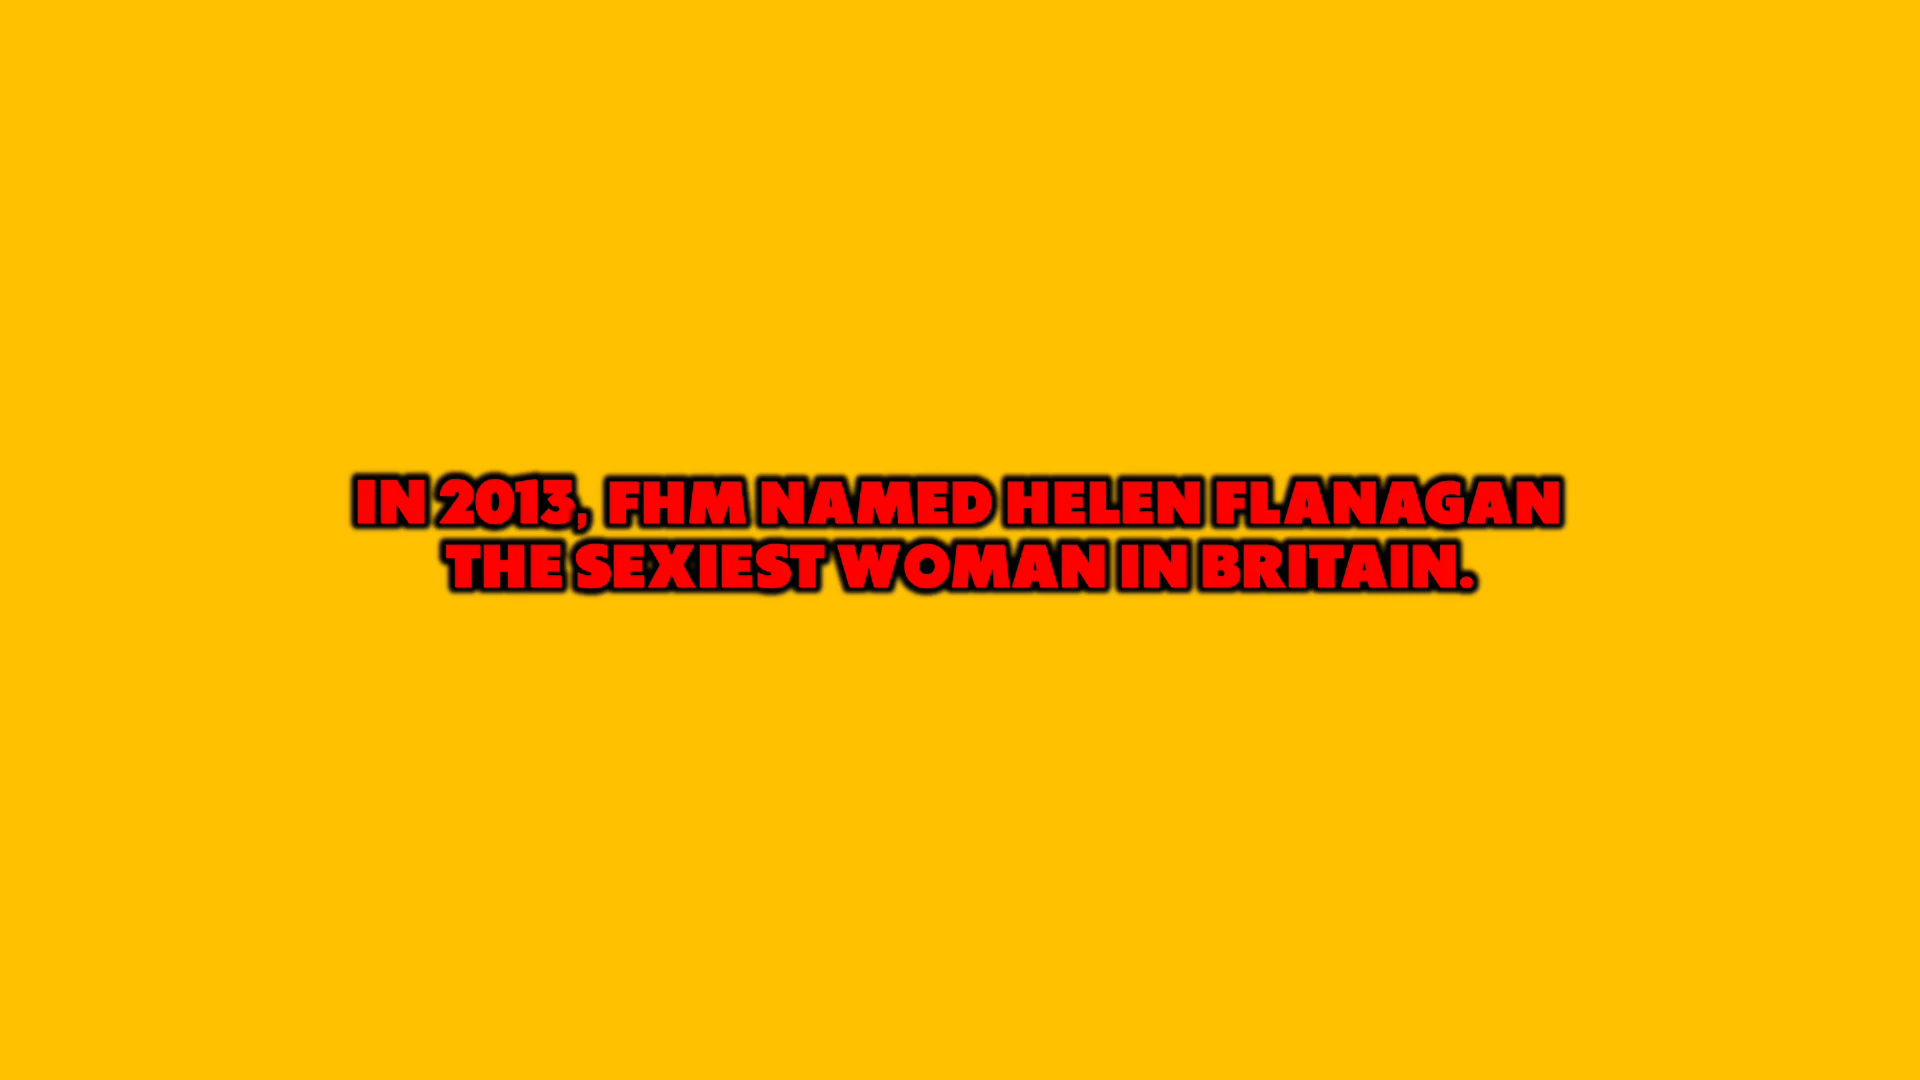 IN 2013, FHM NAMED HELEN FLANAGAN
THE SEXIEST WOMAN IN BRITAIN.